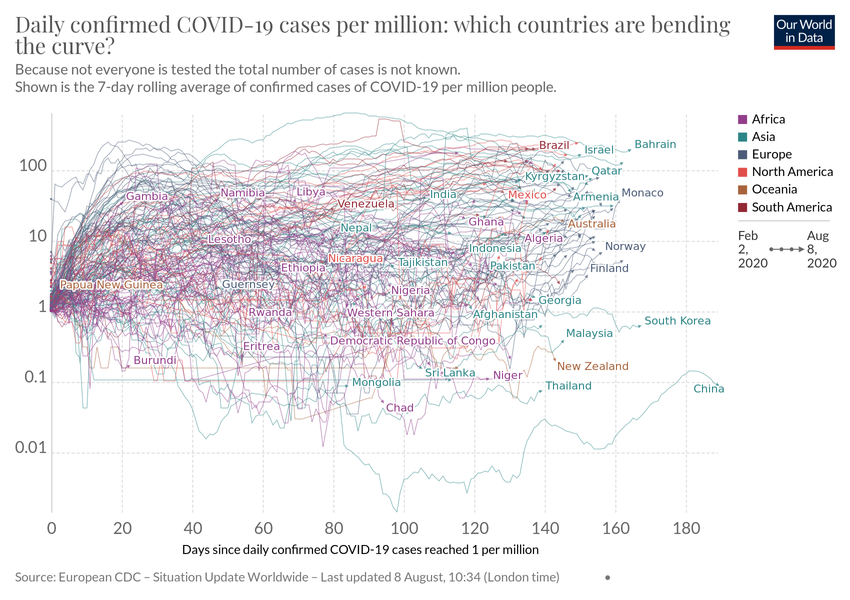 Daily confirmed COVID-19 cases per million: which countries are bending
the curve?
Our World
in Data
Because not everyone is tested the total number of cases is not known.
Shown is the 7-day rolling average of confirmed cases of COVID-19 per million people.
100
10
1
0.1
0.01
Brazil
Israel
Bahrain
Kyrgyzstan
Qatar
Gambia
Namibia
Libya
India
Mexico
Armenia
Monaco
Venezuela
Ghana
Australia
Nepal
Lesotho
Algeria
Indonesia
Norway
Nicaragua
Tajikistan
Ethiopia
Pakistan
Finland
Papua New Guinea
Guernsey
Nigeria
Georgia
Rwanda
Western Sahara
Afghanistan
South Korea
Democratic Republic of Congo
Malaysia
Eritrea
Burundi
New Zealand
Sri Lanka
Niger
Mongolia
Thailand
China
Chad
0
20
40
60
80
100
120
140
160
180
Days since daily confirmed COVID-19 cases reached 1 per million
Africa
Asia
Europe
North America
Oceania
South America
Feb
2,
2020
Aug
8,
2020
Source: European CDC – Situation Update Worldwide – Last updated 8 August, 10:34 (London time)